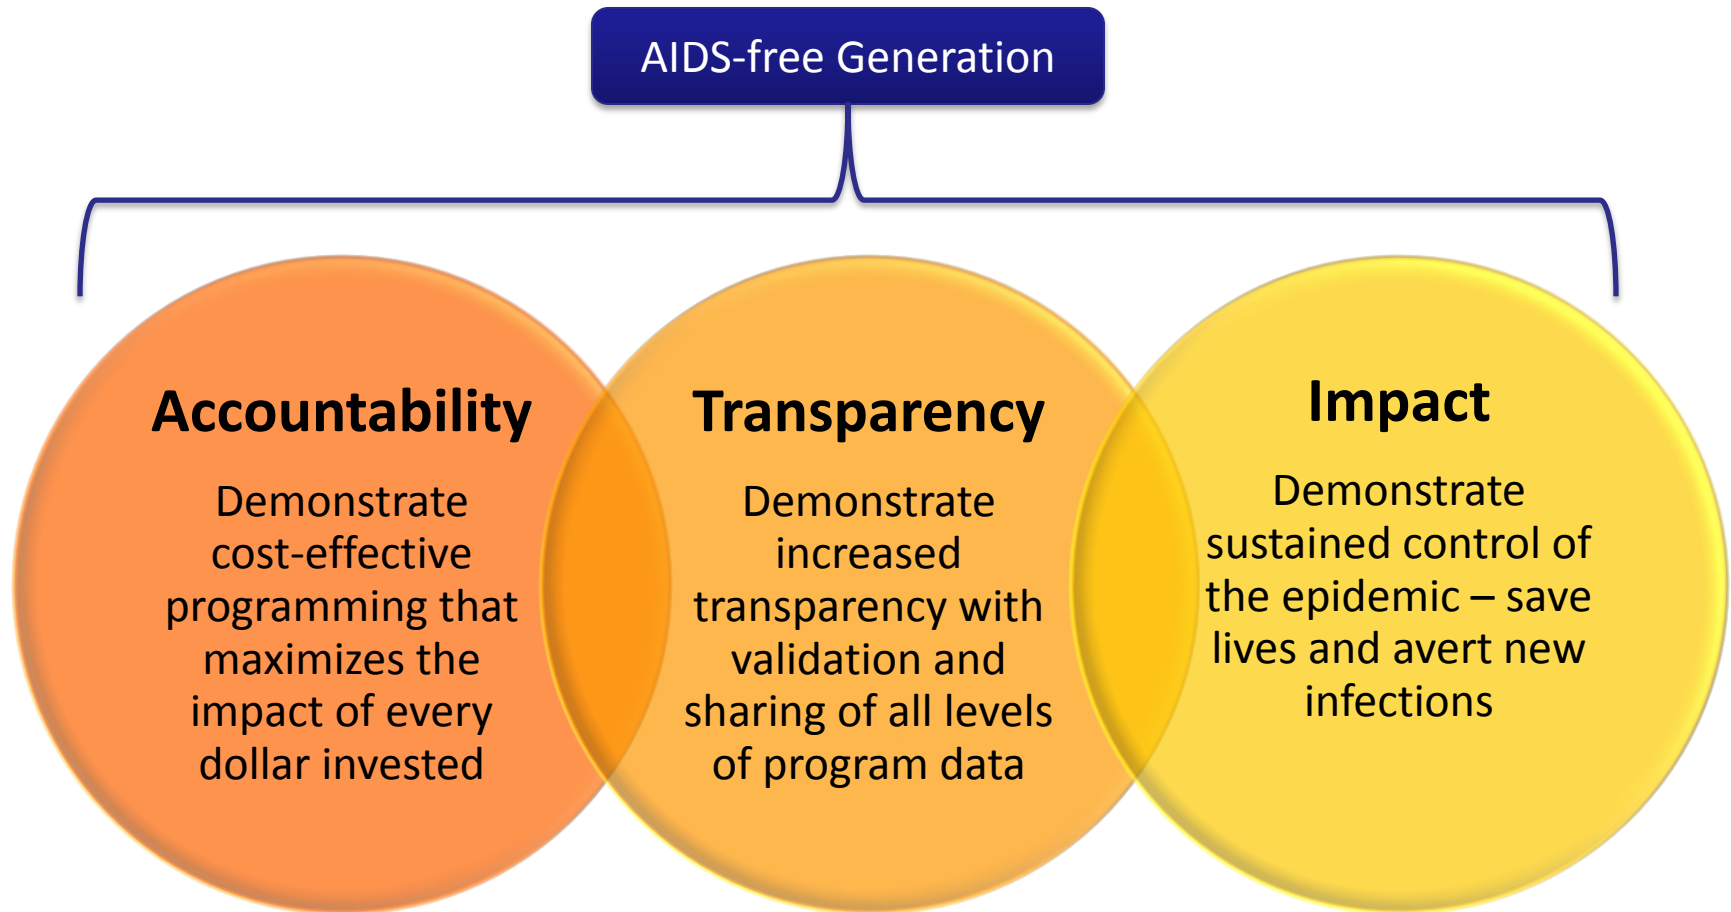 AIDS-free Generation
Accountability
Demonstrate
cost-effective
programming that
maximizes the
impact of every
dollar invested
Transparency
Demonstrate
increased
transparency with
validation and
sharing of all levels
of program data
Impact
Demonstrate
sustained control of
the epidemic – save
lives and avert new
infections